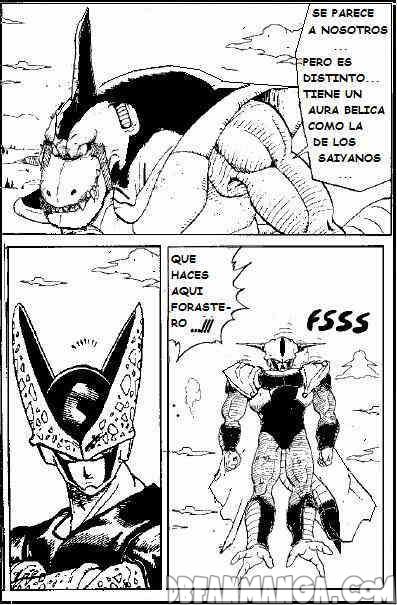 SE PARECE
A NOSOTROS
...
PERO ES
DISTINTO...
TIENE UN
AURA BELICA
COMO LA
DE LOS
SAIYANOS
...
QUE
HACES
AQUI
FORASTE-
RO ...///
FSSS
DBFANMANGA.COM